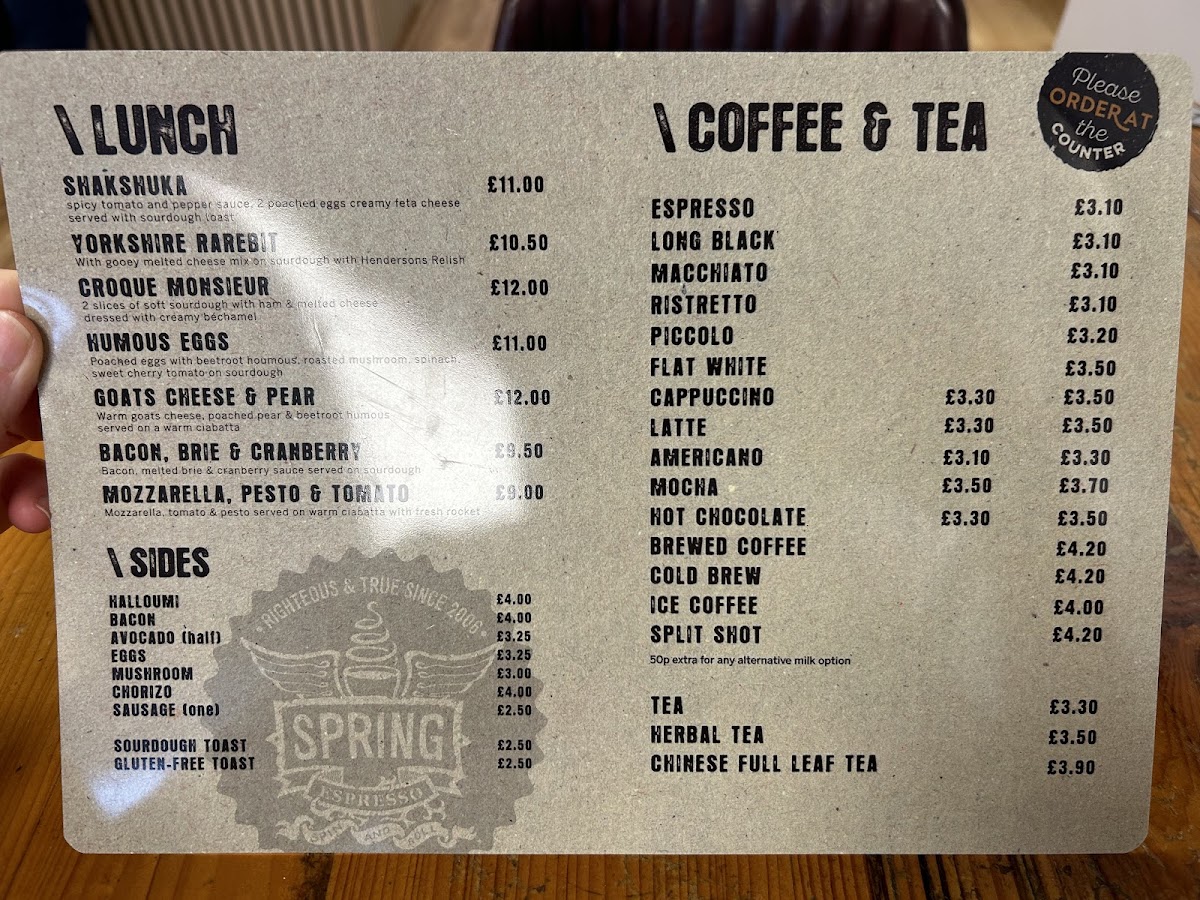 \ LUNCH
SHAKSHUKA £11.00
spicy tomato and pepper sauce, 2 poached eggs creamy feta cheese
served with sourdough toast
YORKSHIRE RAREBIT £10.50
With gooey melted cheese mix on sourdough with Hendersons Relish
CROQUE MONSIEUR £12.00
2 slices of soft sourdough with ham & melted cheese
dressed with creamy béchamel
HUMOUS EGGS £11.00
Poached eggs with beetroot houmous, roasted mushroom, spinach,
sweet cherry tomato on sourdough
GOATS CHEESE & PEAR £12.00
Warm goats cheese, poached pear & beetroot humous
served on a warm ciabatta
BACON, BRIE & CRANBERRY £9.50
Bacon, melted brie & cranberry sauce served on sourdough
MOZZARELLA, PESTO & TOMATO £9.00
Mozzarella, tomato & pesto served on warm ciabatta with fresh rocket
\ SIDES
HALLOUMI £4.00
BACON £4.00
AVOCADO (half) £3.25
EGGS £3.25
MUSHROOM £3.00
CHORIZO £4.00
SAUSAGE (one) £2.50
SOURDOUGH TOAST £2.50
GLUTEN-FREE TOAST £2.50
RIGHTEOUS & TRUE SINCE 2006
SPRING
ESPRESSO
AND
\ COFFEE & TEA
Please
ORDER AT
the
COUNTER
ESPRESSO £3.10
LONG BLACK £3.10
MACCHIATO £3.10
RISTRETTO £3.10
PICCOLO £3.20
FLAT WHITE £3.50
CAPPUCCINO £3.30 £3.50
LATTE £3.30 £3.50
AMERICANO £3.10 £3.30
MOCHA £3.50 £3.70
HOT CHOCOLATE £3.30 £3.50
BREWED COFFEE £4.20
COLD BREW £4.20
ICE COFFEE £4.00
SPLIT SHOT £4.20
50p extra for any alternative milk option
TEA £3.30
HERBAL TEA £3.50
CHINESE FULL LEAF TEA £3.90